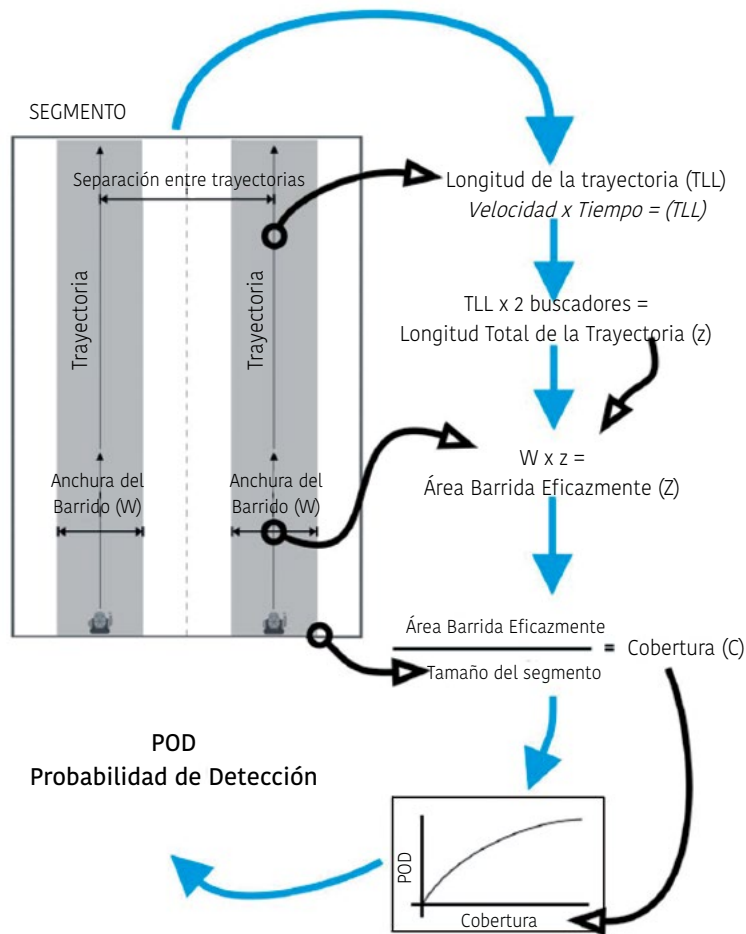 SEGMENTO
Separación entre trayectorias
Trayectoria
Trayectoria
Anchura del
Barrido (W)
Anchura del
Barrido (W)
Longitud de la trayectoria (TLL)
Velocidad x Tiempo = (TLL)
TLL x 2 buscadores =
Longitud Total de la Trayectoria (z)
W x z =
Área Barrida Eficazmente (Z)
Área Barrida Eficazmente
Tamaño del segmento
= Cobertura (C)
POD
Probabilidad de Detección
POD
Cobertura